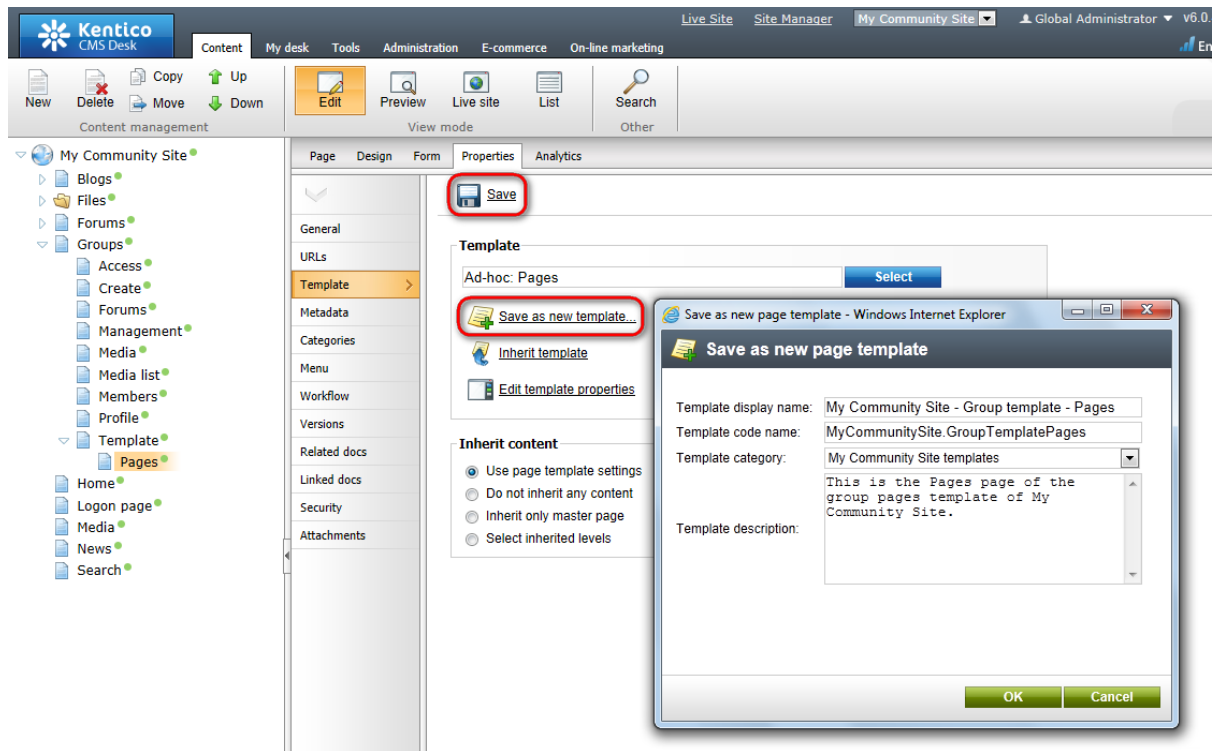 Kentico
CMS Desk
Live Site Site Manager My Community Site Global Administrator v6.0.
Content My desk Tools Administration E-commerce On-line marketing
En
New Delete Copy Move Up Down
Content management
Edit Preview Live site List
View mode
Search
Other
My Community Site
Blogs
Files
Forums
Groups
Access
Create
Forums
Management
Media
Media list
Members
Profile
Template
Pages
Home
Logon page
Media
News
Search
Page Design Form Properties Analytics
General
URLs
Template
Metadata
Categories
Menu
Workflow
Versions
Related docs
Linked docs
Security
Attachments
Save
Template
Ad-hoc: Pages Select
Save as new template...
Inherit template
Edit template properties
Inherit content
Use page template settings
Do not inherit any content
Inherit only master page
Select inherited levels
Save as new page template - Windows Internet Explorer
Save as new page template
Template display name: My Community Site - Group template - Pages
Template code name: MyCommunitySite.GroupTemplatePages
Template category: My Community Site templates
Template description:
This is the Pages page of the
group pages template of My
Community Site.
OK Cancel